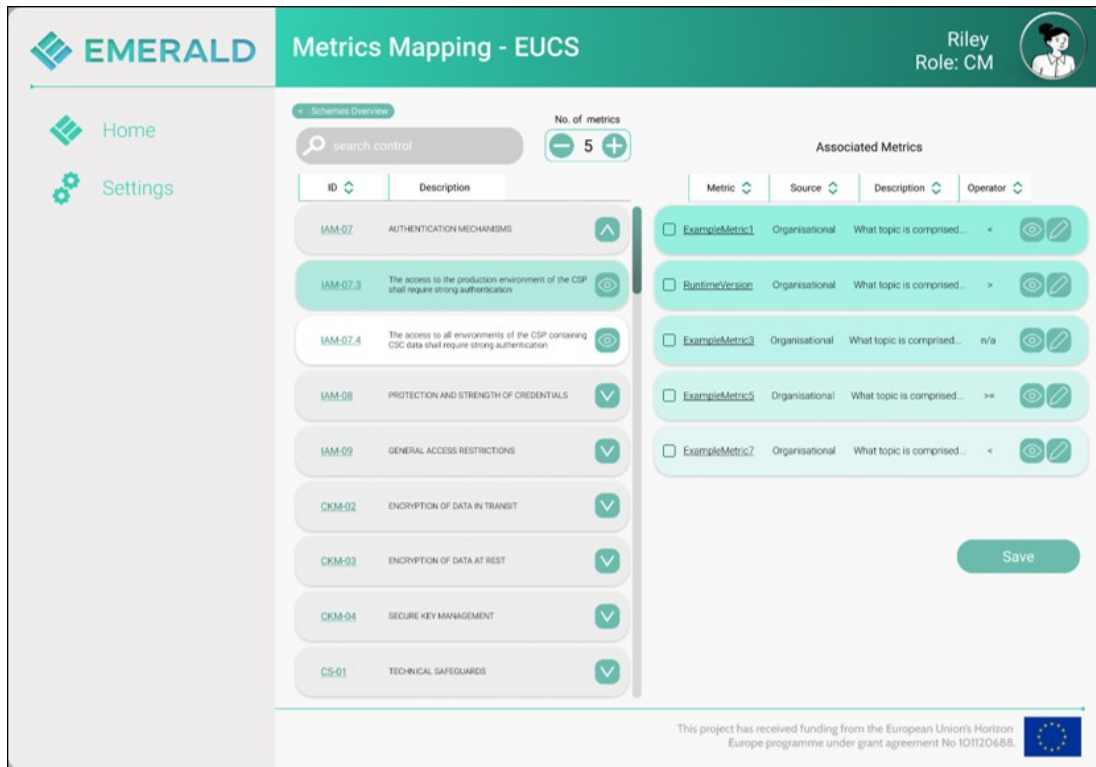 EMERALD
Metrics Mapping - EUCS
Riley
Role: CM
Home
Settings
< Schemes Overview
search control
No. of metrics
5
ID
Description
IAM-07
AUTHENTICATION MECHANISMS
IAM-07.3
The access to the production environment of the CSP
shall require strong authentication
IAM-07.4
The access to all environments of the CSP containing
CSC data shall require strong authentication
IAM-08
PROTECTION AND STRENGTH OF CREDENTIALS
IAM-09
GENERAL ACCESS RESTRICTIONS
CKM-02
ENCRYPTION OF DATA IN TRANSIT
CKM-03
ENCRYPTION OF DATA AT REST
CKM-04
SECURE KEY MANAGEMENT
CS-01
TECHNICAL SAFEGUARDS
Associated Metrics
Metric
Source
Description
Operator
ExampleMetric1 Organisational What topic is comprised... <
RuntimeVersion Organisational What topic is comprised... >
ExampleMetric3 Organisational What topic is comprised... n/a
ExampleMetric5 Organisational What topic is comprised... >=
ExampleMetric7 Organisational What topic is comprised... <
Save
This project has received funding from the European Union's Horizon
Europe programme under grant agreement No 101120688.